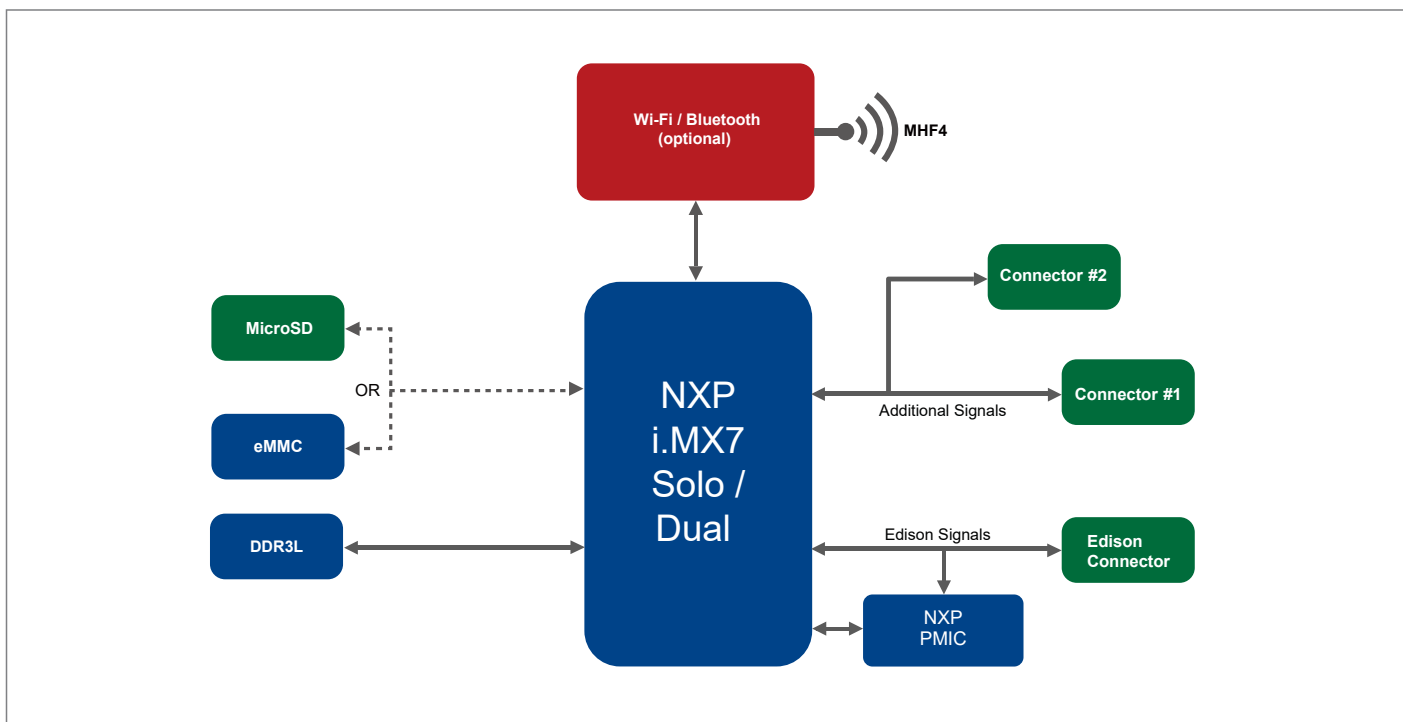 Wi-Fi / Bluetooth
(optional)
MHF4
Connector #2
MicroSD
OR
eMMC
DDR3L
NXP
i.MX7
Solo /
Dual
Additional Signals
Connector #1
Edison Signals
Edison
Connector
NXP
PMIC